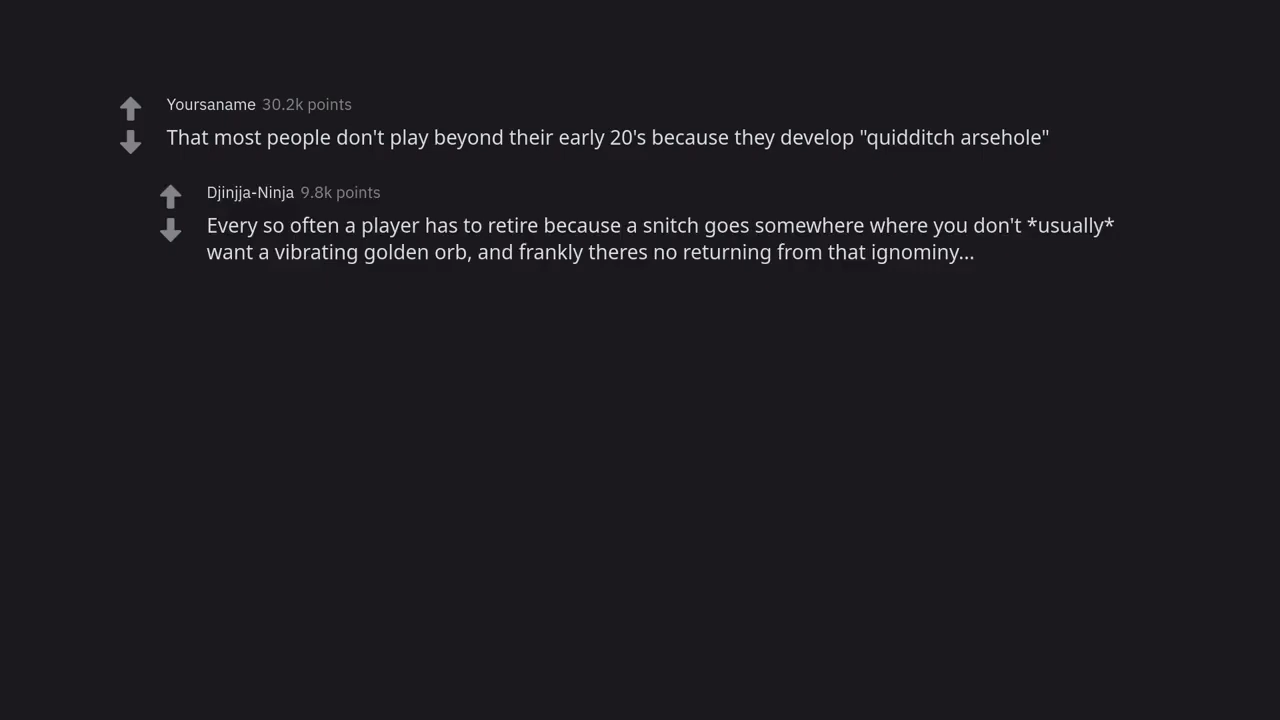 Yoursaname 30.2k points
That most people don't play beyond their early 20's because they develop "quidditch arsehole"
Djinjja-Ninja 9.8k points
Every so often a player has to retire because a snitch goes somewhere where you don't *usually*
want a vibrating golden orb, and frankly theres no returning from that ignominy...